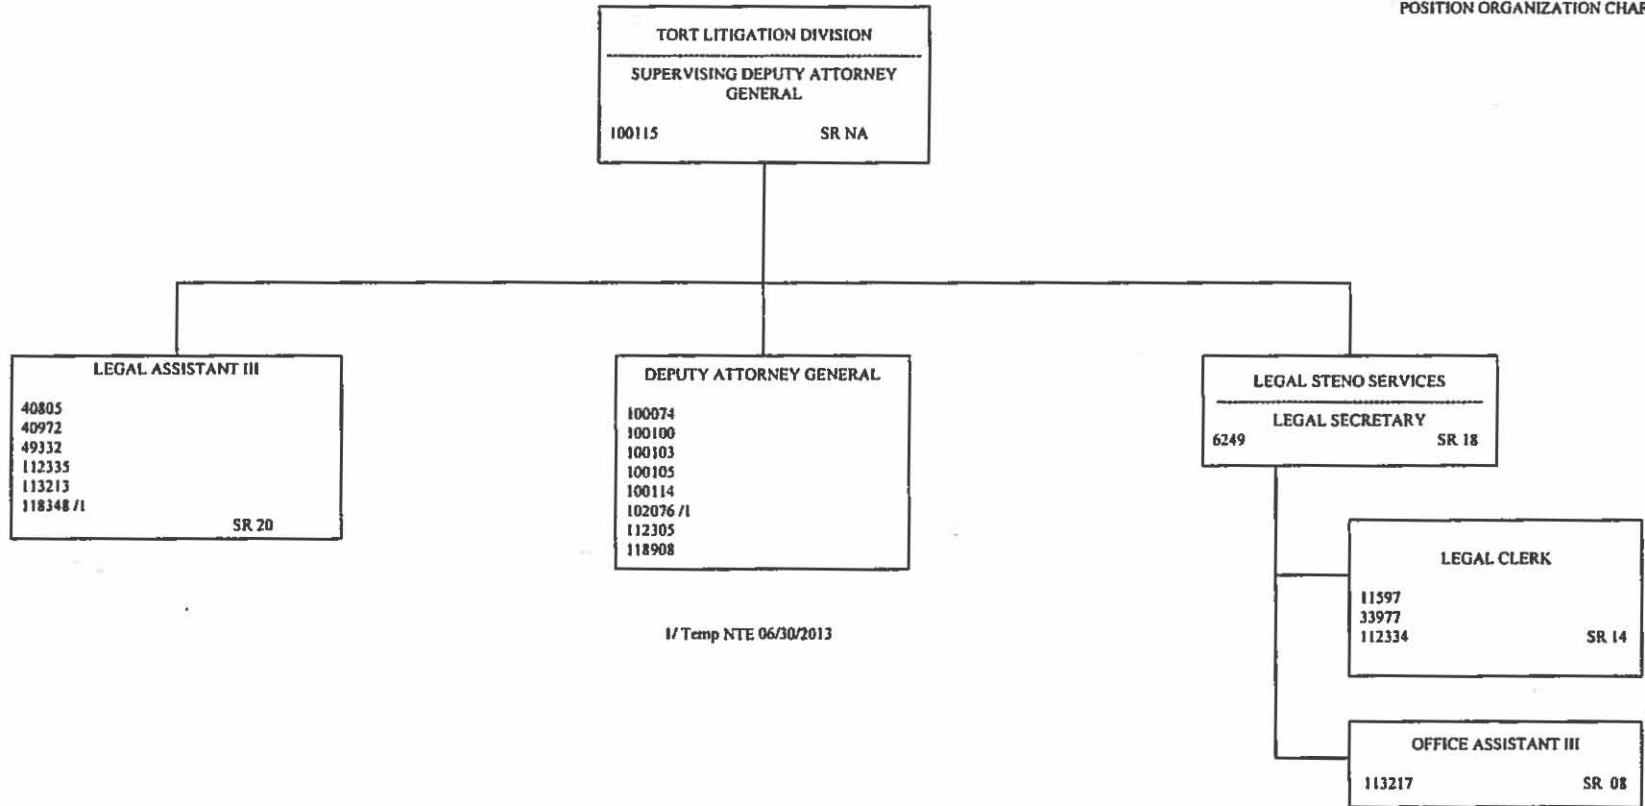 POSITION ORGANIZATION CHAR
TORT LITIGATION DIVISION
SUPERVISING DEPUTY ATTORNEY
GENERAL
100115 SR NA
LEGAL ASSISTANT III
40805
40972
49332
112335
113213
118348 /1
SR 20
DEPUTY ATTORNEY GENERAL
100074
100100
100103
100105
100114
102076 /1
112305
118908
1/ Temp NTE 06/30/2013
LEGAL STENO SERVICES
LEGAL SECRETARY
6249 SR 18
LEGAL CLERK
11597
33977
112334 SR 14
OFFICE ASSISTANT III
113217 SR 08